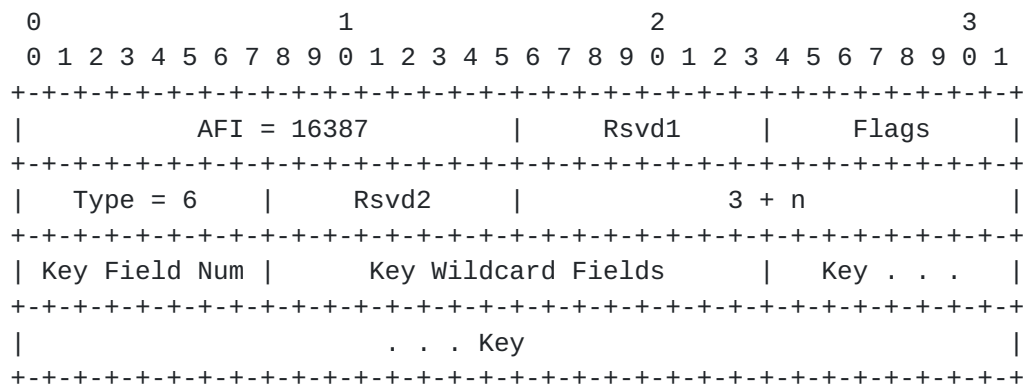 0 1 2 3
0 1 2 3 4 5 6 7 8 9 0 1 2 3 4 5 6 7 8 9 0 1 2 3 4 5 6 7 8 9 0 1
+-+-+-+-+-+-+-+-+-+-+-+-+-+-+-+-+-+-+-+-+-+-+-+-+-+-+-+-+-+-+-+-+
| AFI = 16387 | Rsvd1 | Flags |
+-+-+-+-+-+-+-+-+-+-+-+-+-+-+-+-+-+-+-+-+-+-+-+-+-+-+-+-+-+-+-+-+
| Type = 6 | Rsvd2 | 3 + n |
+-+-+-+-+-+-+-+-+-+-+-+-+-+-+-+-+-+-+-+-+-+-+-+-+-+-+-+-+-+-+-+-+
| Key Field Num | Key Wildcard Fields | Key . . . |
+-+-+-+-+-+-+-+-+-+-+-+-+-+-+-+-+-+-+-+-+-+-+-+-+-+-+-+-+-+-+-+-+
| . . . Key |
+-+-+-+-+-+-+-+-+-+-+-+-+-+-+-+-+-+-+-+-+-+-+-+-+-+-+-+-+-+-+-+-+